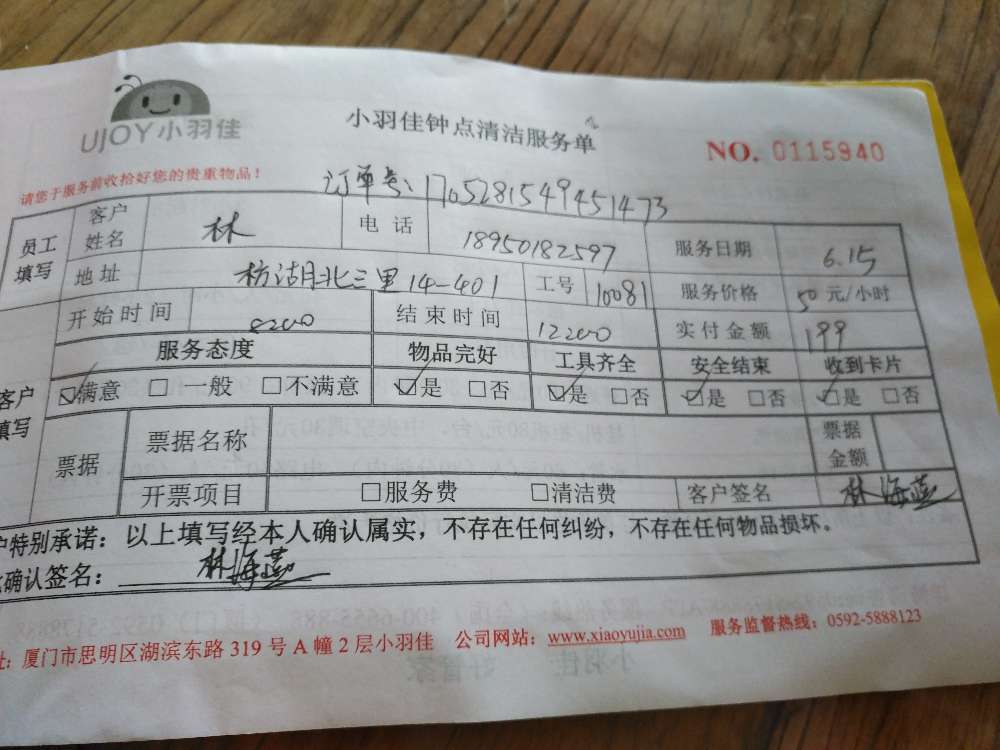 UJOY小羽佳
小羽佳钟点清洁服务单
NO. 0115940
请您于服务前收拾好您的贵重物品！
订单号：170528154945​1473
员工填写 客户姓名 林 电话 18950182597 服务日期 6.15
地址 枋湖北三里14-401 工号 10081 服务价格 50元/小时
开始时间 8:00 结束时间 12:00 实付金额 199
服务态度 物品完好 工具齐全 安全结束 收到卡片
客户填写 ☑满意 □一般 □不满意 ☑是 □否 ☑是 □否 ☑是 □否 ☑是 □否
票据 票据名称 票据金额
开票项目 □服务费 □清洁费 客户签名 林海燕
户特别承诺：以上填写经本人确认属实，不存在任何纠纷，不存在任何物品损坏。
确认签名：林海燕
址：厦门市思明区湖滨东路 319 号 A 幢 2 层小羽佳 公司网站：www.xiaoyujia.com 服务监督热线：0592-5888123